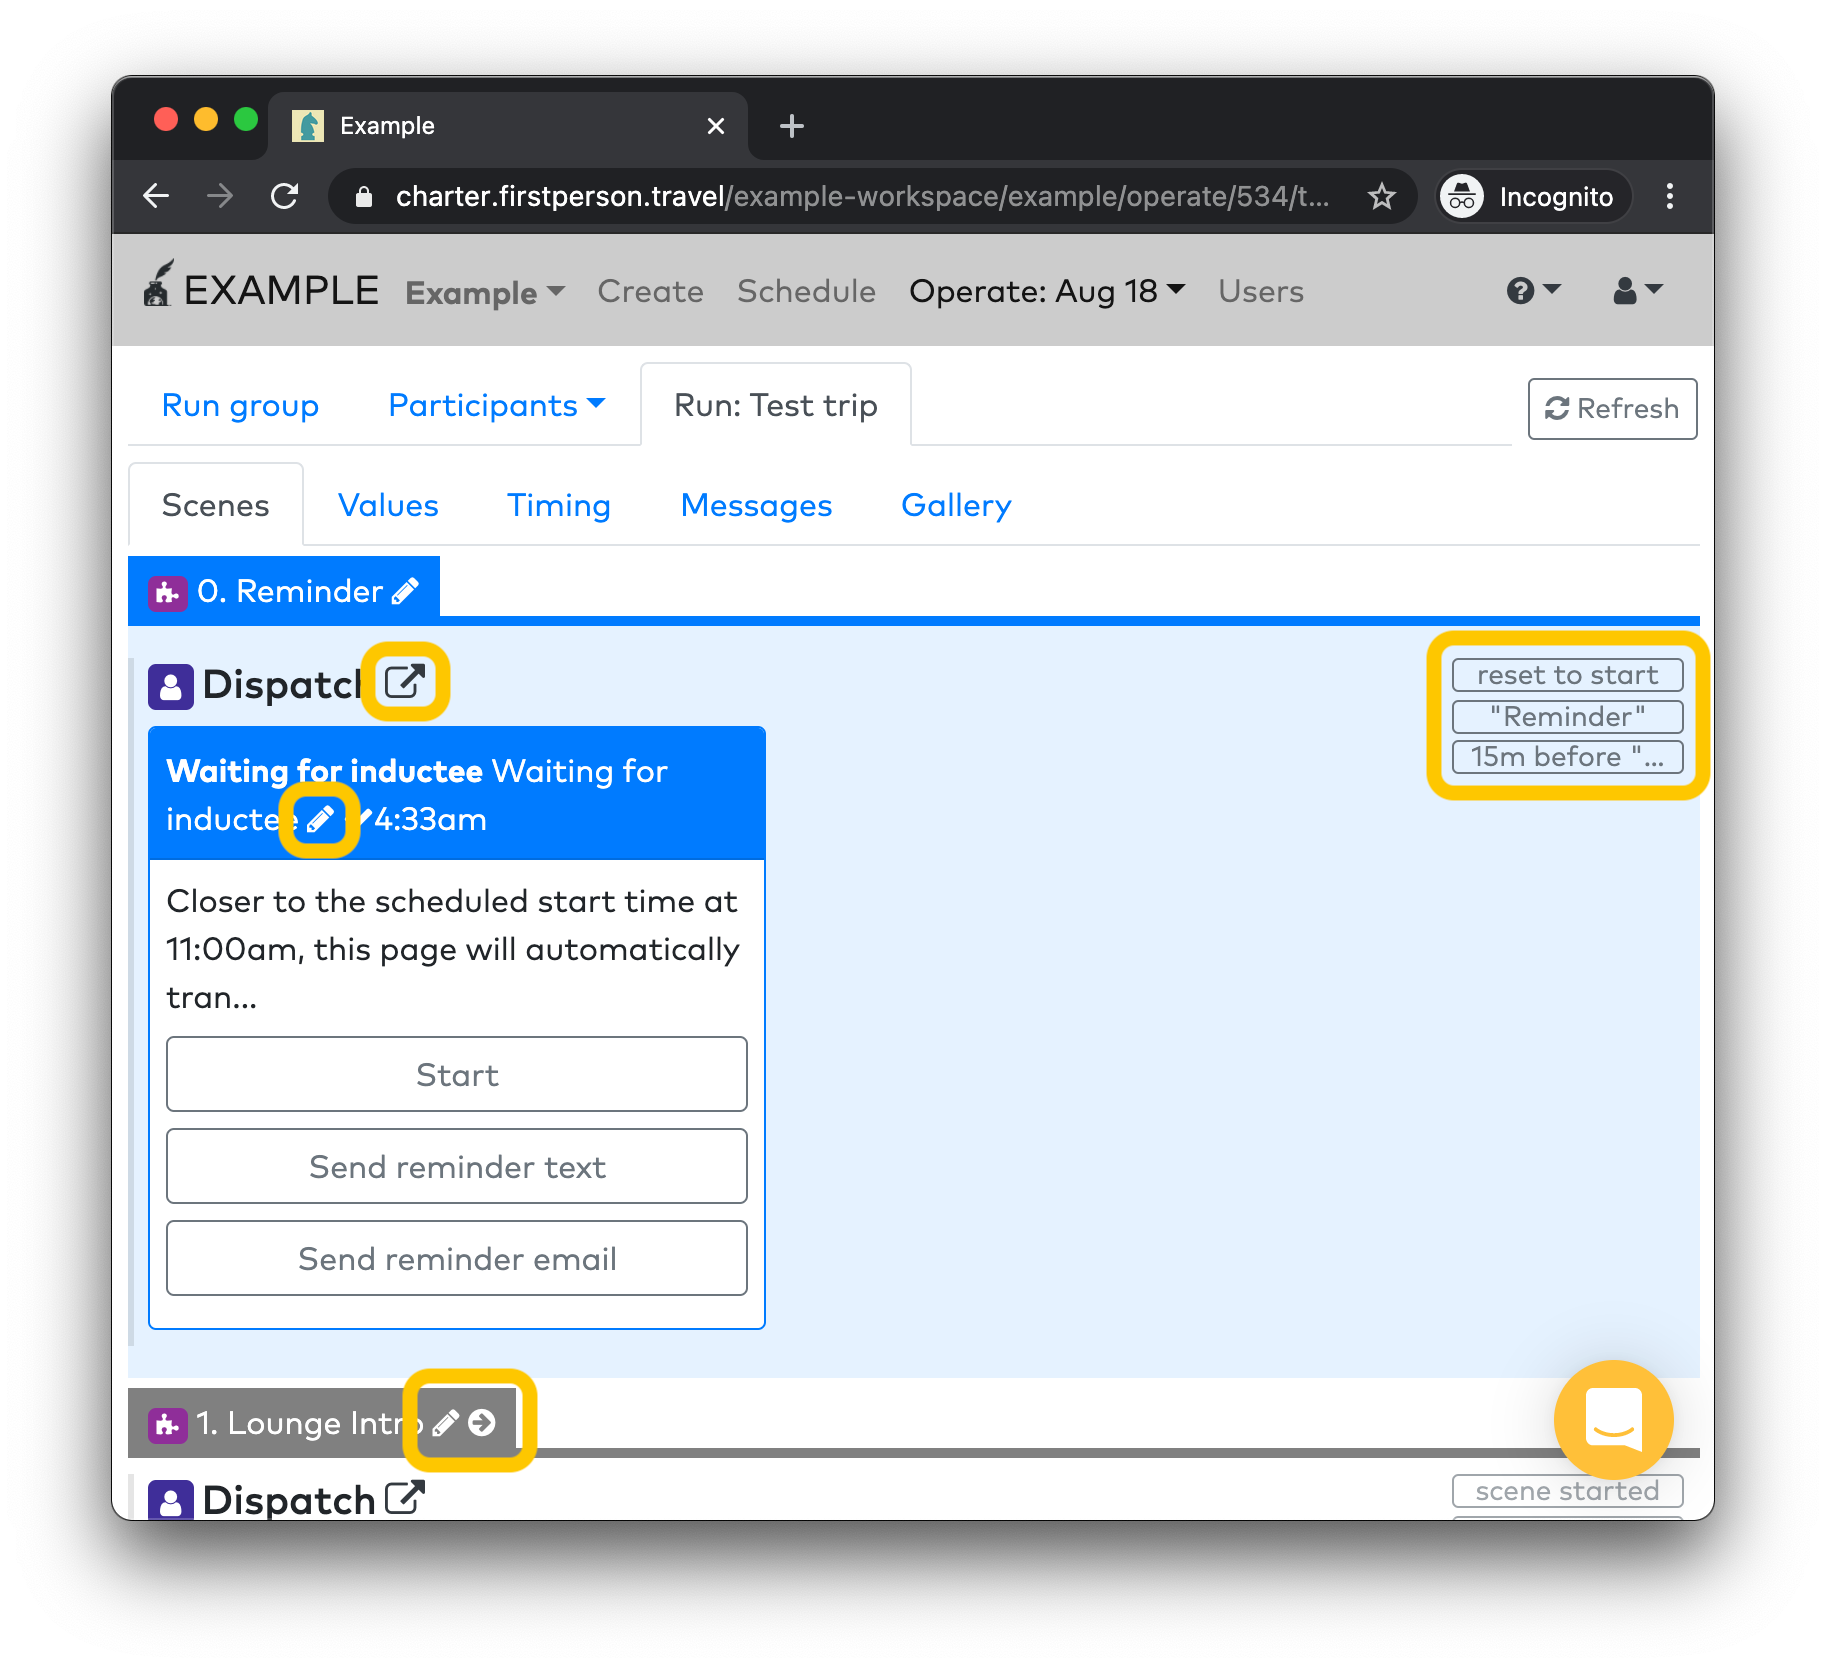 Example
charter.firstperson.travel/example-workspace/example/operate/534/t...
Incognito
EXAMPLE Example Create Schedule Operate: Aug 18 Users
Run group Participants Run: Test trip Refresh
Scenes Values Timing Messages Gallery
0. Reminder
Dispatch
reset to start
"Reminder"
15m before "...
Waiting for inductee Waiting for
inductee 4:33am
Closer to the scheduled start time at
11:00am, this page will automatically
tran...
Start
Send reminder text
Send reminder email
1. Lounge Intro
Dispatch
scene started